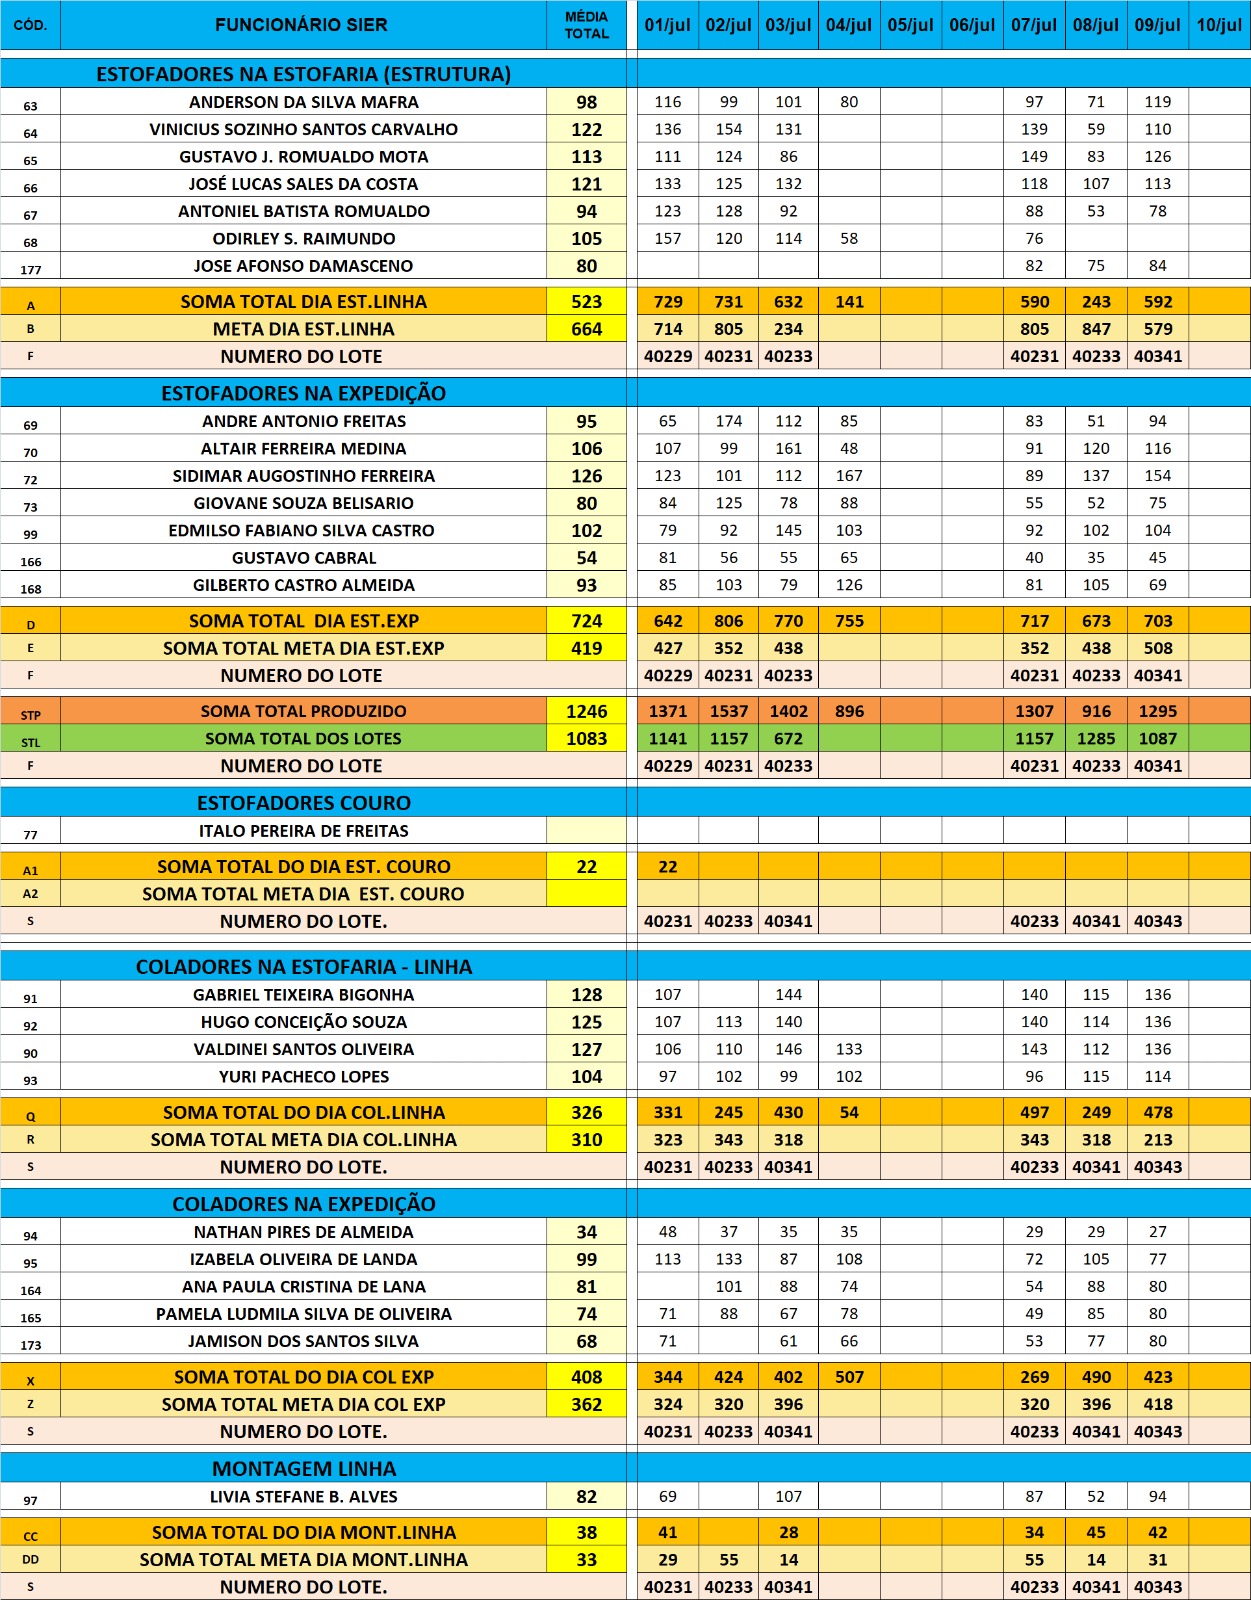 CÓD. FUNCIONÁRIO SIER MÉDIA TOTAL 01/jul 02/jul 03/jul 04/jul 05/jul 06/jul 07/jul 08/jul 09/jul 10/jul
ESTOFADORES NA ESTOFARIA (ESTRUTURA)
63 ANDERSON DA SILVA MAFRA 98 116 99 101 80 97 71 119
64 VINICIUS SOZINHO SANTOS CARVALHO 122 136 154 131 139 59 110
65 GUSTAVO J. ROMUALDO MOTA 113 111 124 86 149 83 126
66 JOSÉ LUCAS SALES DA COSTA 121 133 125 132 118 107 113
67 ANTONIEL BATISTA ROMUALDO 94 123 128 92 88 53 78
68 ODIRLEY S. RAIMUNDO 105 157 120 114 58 76
177 JOSE AFONSO DAMASCENO 80 82 75 84
A SOMA TOTAL DIA EST.LINHA 523 729 731 632 141 590 243 592
B META DIA EST.LINHA 664 714 805 234 805 847 579
F NUMERO DO LOTE 40229 40231 40233 40231 40233 40341
ESTOFADORES NA EXPEDIÇÃO
69 ANDRE ANTONIO FREITAS 95 65 174 112 85 83 51 94
70 ALTAIR FERREIRA MEDINA 106 107 99 161 48 91 120 116
72 SIDIMAR AUGOSTINHO FERREIRA 126 123 101 112 167 89 137 154
73 GIOVANE SOUZA BELISARIO 80 84 125 78 88 55 52 75
99 EDMILSO FABIANO SILVA CASTRO 102 79 92 145 103 92 102 104
166 GUSTAVO CABRAL 54 81 56 55 65 40 35 45
168 GILBERTO CASTRO ALMEIDA 93 85 103 79 126 81 105 69
D SOMA TOTAL DIA EST.EXP 724 642 806 770 755 717 673 703
E SOMA TOTAL META DIA EST.EXP 419 427 352 438 352 438 508
F NUMERO DO LOTE 40229 40231 40233 40231 40233 40341
STP SOMA TOTAL PRODUZIDO 1246 1371 1537 1402 896 1307 916 1295
STL SOMA TOTAL DOS LOTES 1083 1141 1157 672 1157 1285 1087
F NUMERO DO LOTE 40229 40231 40233 40231 40233 40341
ESTOFADORES COURO
77 ITALO PEREIRA DE FREITAS
A1 SOMA TOTAL DO DIA EST. COURO 22 22
A2 SOMA TOTAL META DIA EST. COURO
S NUMERO DO LOTE. 40231 40233 40341 40233 40341 40343
COLADORES NA ESTOFARIA - LINHA
91 GABRIEL TEIXEIRA BIGONHA 128 107 144 140 115 136
92 HUGO CONCEIÇÃO SOUZA 125 107 113 140 140 114 136
90 VALDINEI SANTOS OLIVEIRA 127 106 110 146 133 143 112 136
93 YURI PACHECO LOPES 104 97 102 99 102 96 115 114
Q SOMA TOTAL DO DIA COL.LINHA 326 331 245 430 54 497 249 478
R SOMA TOTAL META DIA COL.LINHA 310 323 343 318 343 318 213
S NUMERO DO LOTE. 40231 40233 40341 40233 40341 40343
COLADORES NA EXPEDIÇÃO
94 NATHAN PIRES DE ALMEIDA 34 48 37 35 35 29 29 27
95 IZABELA OLIVEIRA DE LANDA 99 113 133 87 108 72 105 77
164 ANA PAULA CRISTINA DE LANA 81 101 88 74 54 88 80
165 PAMELA LUDMILA SILVA DE OLIVEIRA 74 71 88 67 78 49 85 80
173 JAMISON DOS SANTOS SILVA 68 71 61 66 53 77 80
X SOMA TOTAL DO DIA COL EXP 408 344 424 402 507 269 490 423
Z SOMA TOTAL META DIA COL EXP 362 324 320 396 320 396 418
S NUMERO DO LOTE. 40231 40233 40341 40233 40341 40343
MONTAGEM LINHA
97 LIVIA STEFANE B. ALVES 82 69 107 87 52 94
CC SOMA TOTAL DO DIA MONT.LINHA 38 41 28 34 45 42
DD SOMA TOTAL META DIA MONT.LINHA 33 29 55 14 55 14 31
S NUMERO DO LOTE. 40231 40233 40341 40233 40341 40343